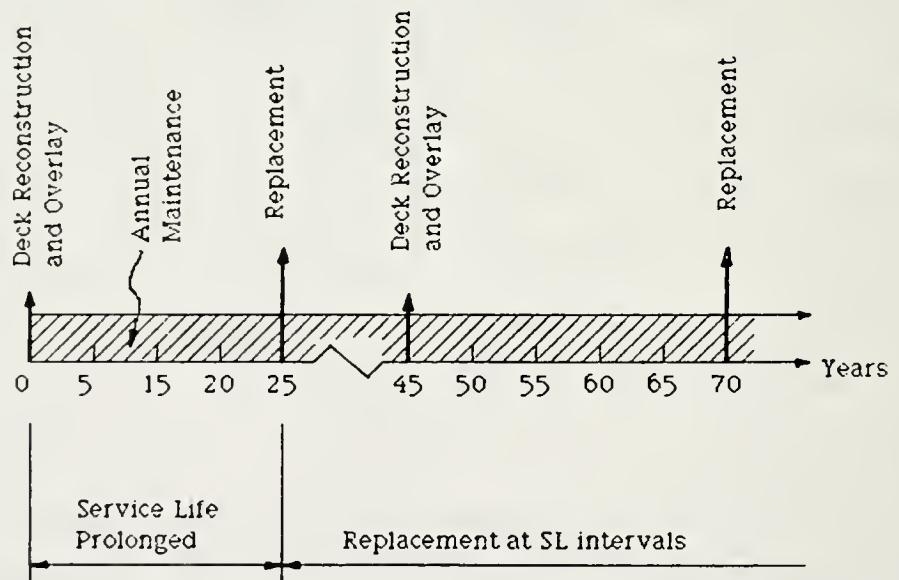 Deck Reconstruction
and Overlay
Annual
Maintenance
Replacement
Deck Reconstruction
and Overlay
Replacement
0 5 15 20 25 45 50 55 60 65 70 Years
Service Life
Prolonged
Replacement at SL intervals